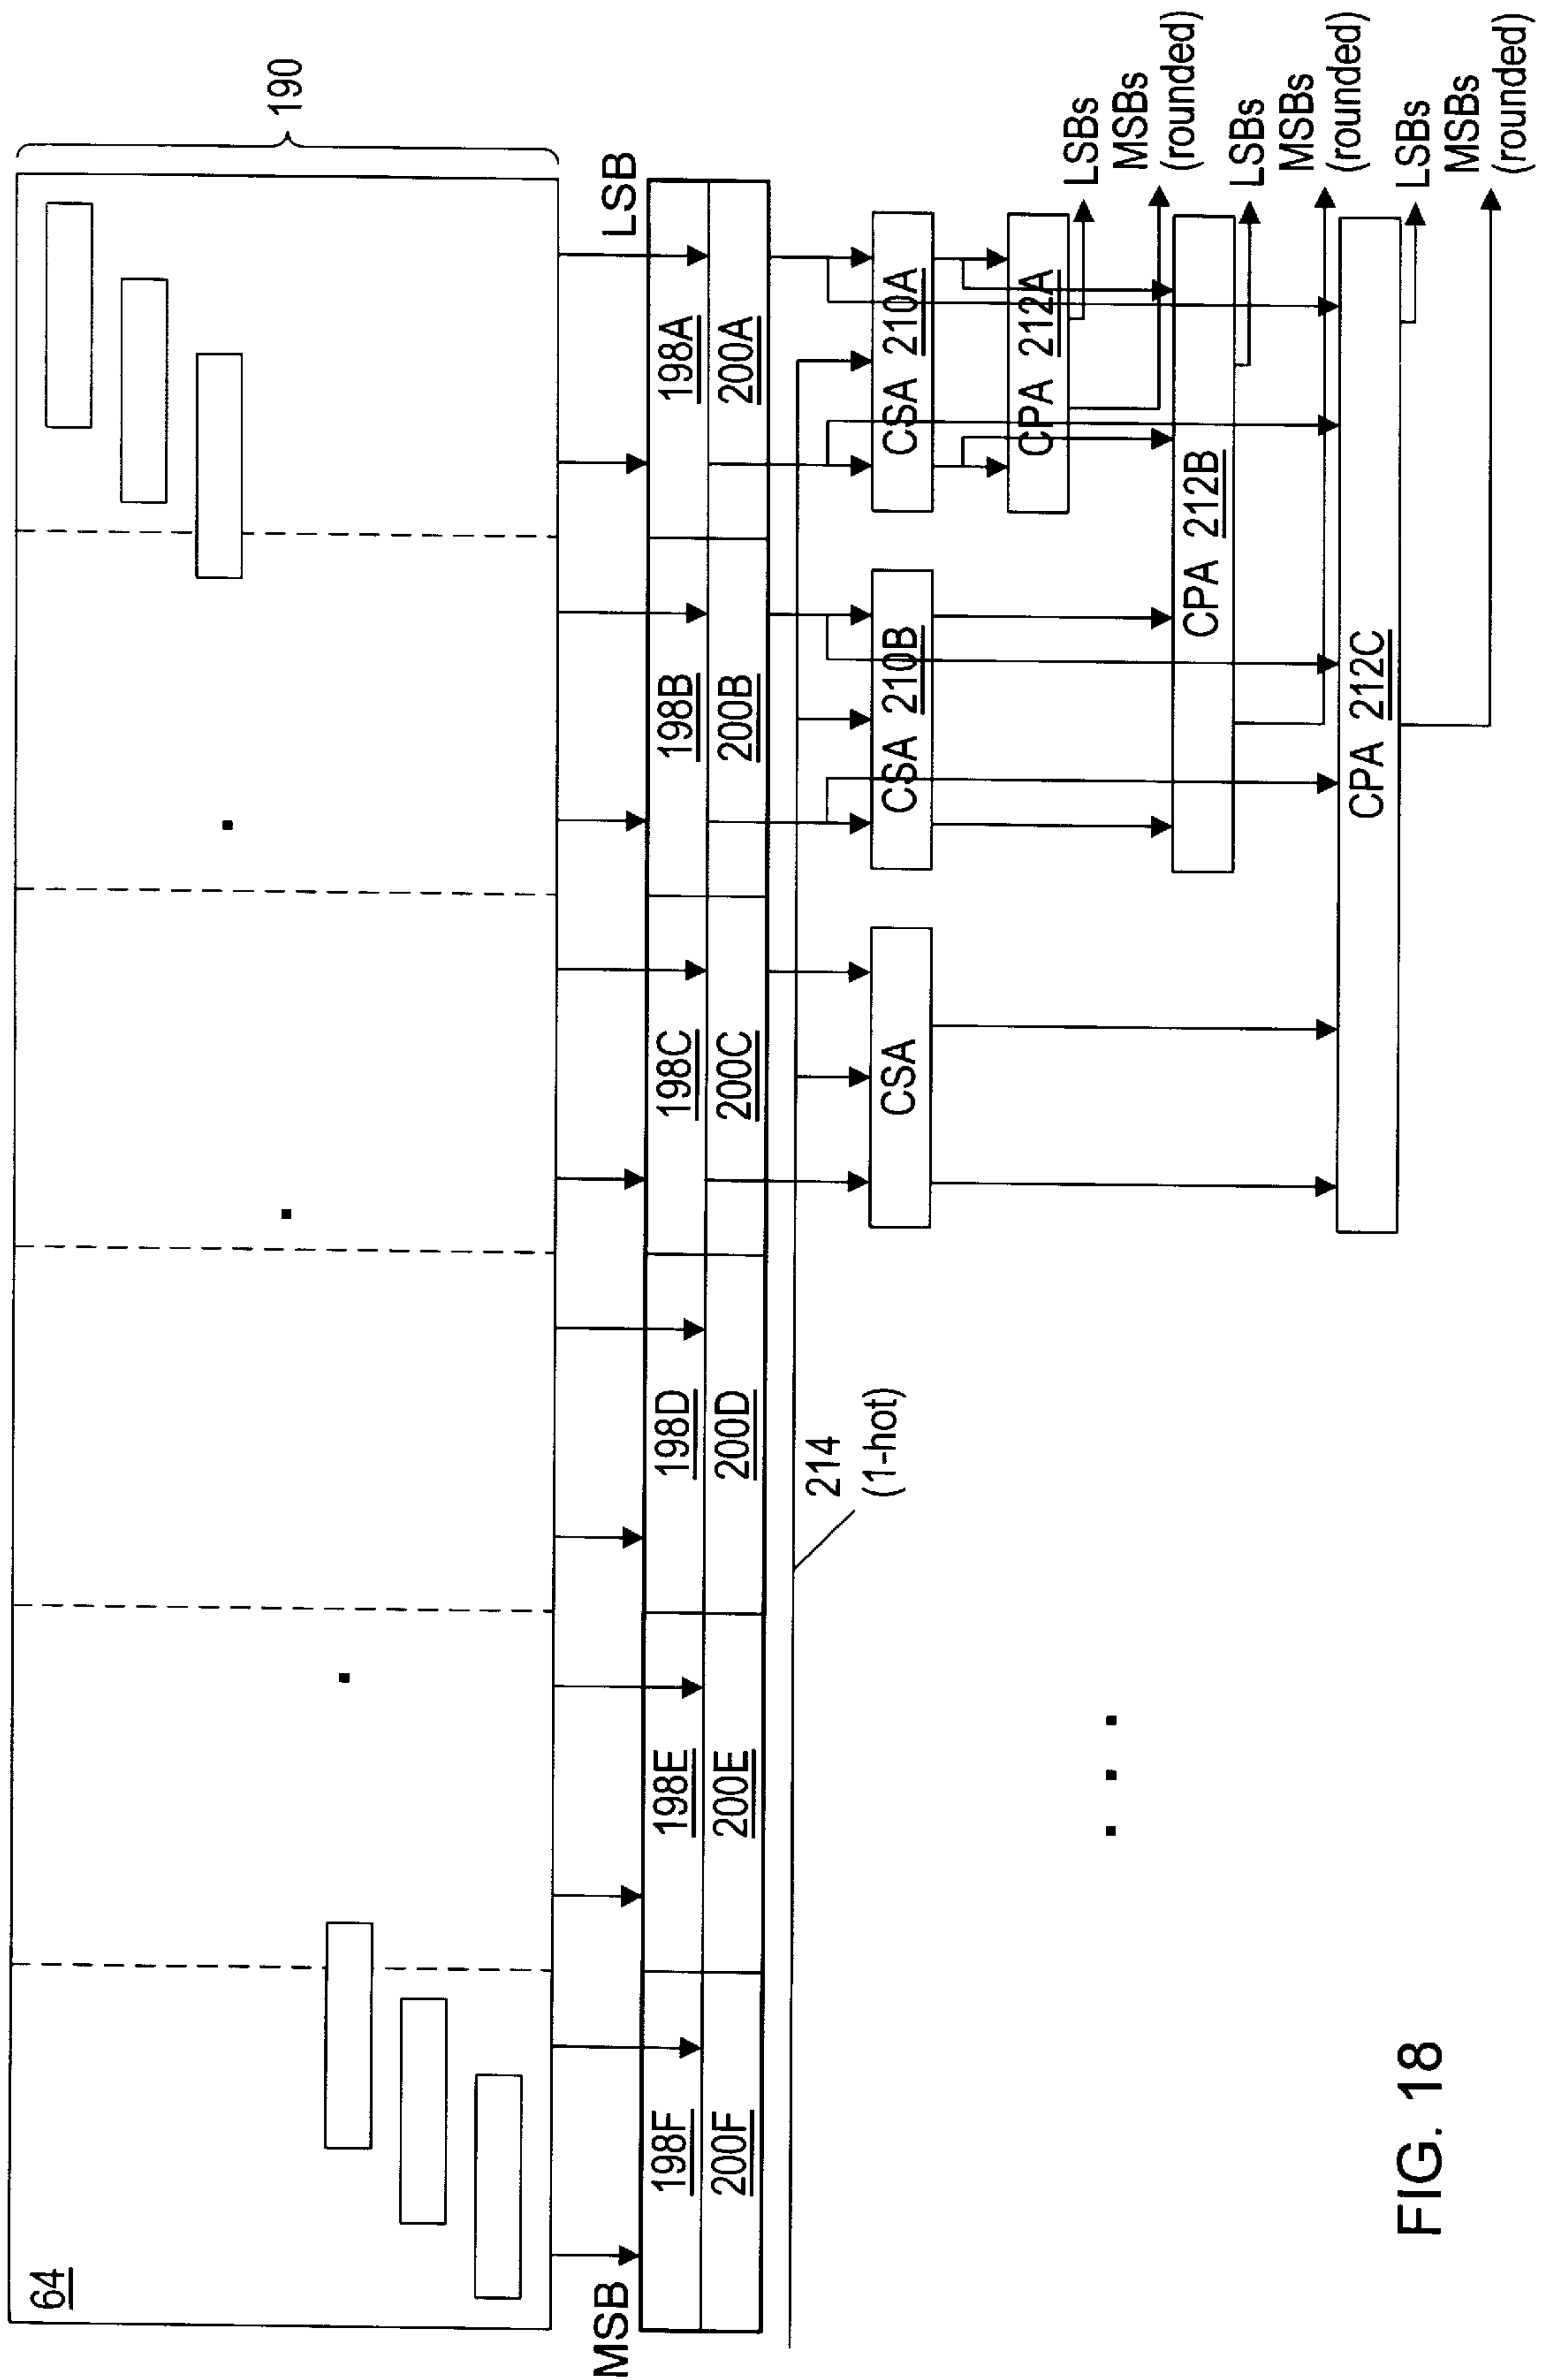 64
190
MSB
LSB
198F
198E
198D
198C
198B
198A
200F
200E
200D
200C
200B
200A
214
(1-hot)
CSA
CSA 210B
CSA 210A
CPA 212A
LSBs
MSBs
(rounded)
CPA 212B
LSBs
MSBs
(rounded)
CPA 212C
LSBs
MSBs
(rounded)
FIG. 18